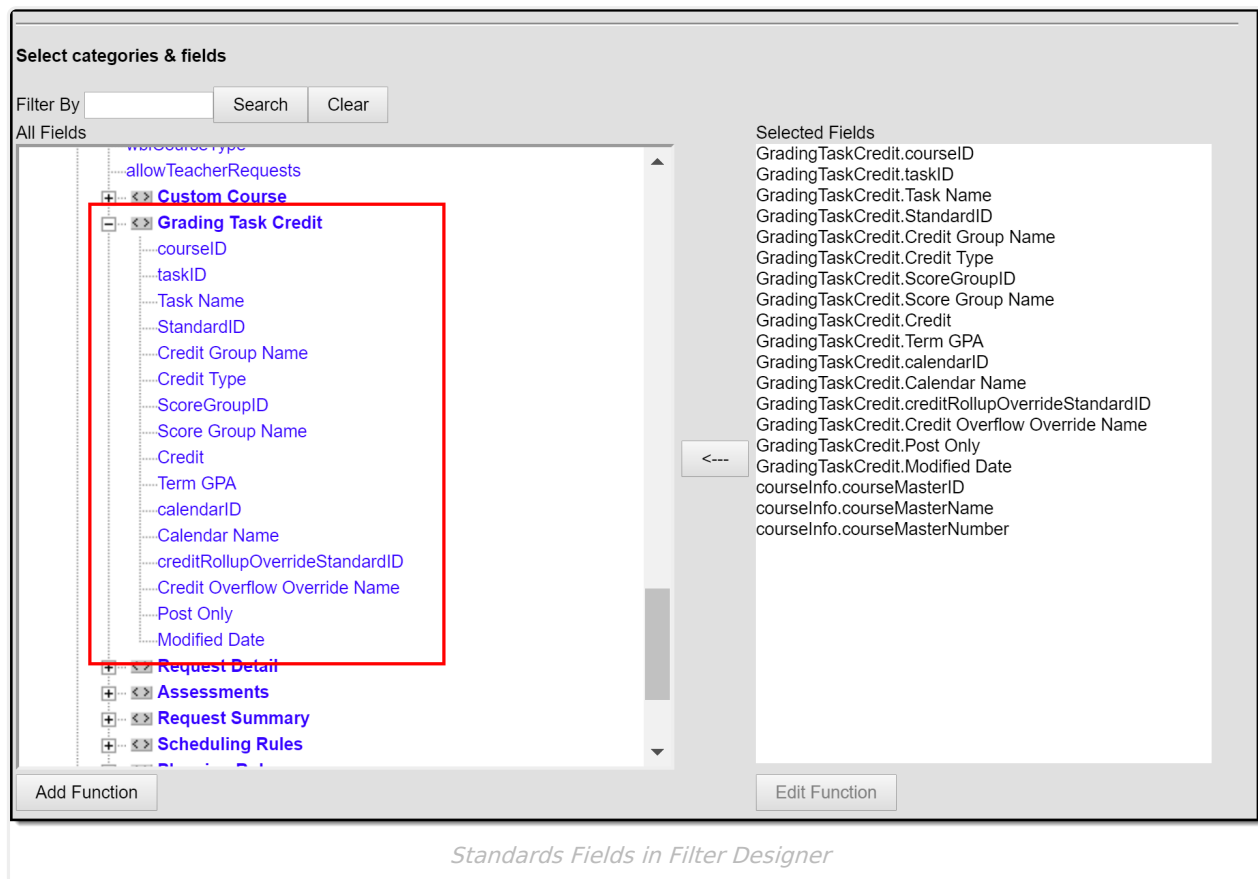 Select categories & fields
Filter By
Search
Clear
All Fields
wblCourseType
allowTeacherRequests
Custom Course
Grading Task Credit
courseID
taskID
Task Name
StandardID
Credit Group Name
Credit Type
ScoreGroupID
Score Group Name
Credit
Term GPA
calendarID
Calendar Name
creditRollupOverrideStandardID
Credit Overflow Override Name
Post Only
Modified Date
Request Detail
Assessments
Request Summary
Scheduling Rules
Add Function
<---
Selected Fields
GradingTaskCredit.courseID
GradingTaskCredit.taskID
GradingTaskCredit.Task Name
GradingTaskCredit.StandardID
GradingTaskCredit.Credit Group Name
GradingTaskCredit.Credit Type
GradingTaskCredit.ScoreGroupID
GradingTaskCredit.Score Group Name
GradingTaskCredit.Credit
GradingTaskCredit.Term GPA
GradingTaskCredit.calendarID
GradingTaskCredit.Calendar Name
GradingTaskCredit.creditRollupOverrideStandardID
GradingTaskCredit.Credit Overflow Override Name
GradingTaskCredit.Post Only
GradingTaskCredit.Modified Date
courseInfo.courseMasterID
courseInfo.courseMasterName
courseInfo.courseMasterNumber
Edit Function
Standards Fields in Filter Designer